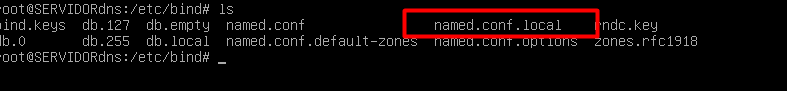 root@SERVIDORdns:/etc/bind# ls
bind.keys  db.127  db.empty  named.conf                named.conf.local    rndc.key
db.0       db.255  db.local  named.conf.default-zones  named.conf.options  zones.rfc1918
root@SERVIDORdns:/etc/bind# _